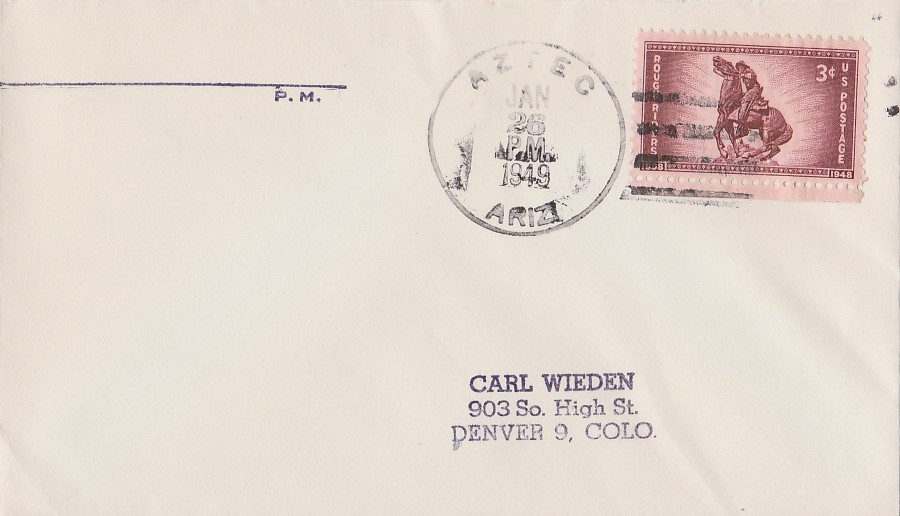 P.M.
AZTEC
JAN
26
P.M.
1949
ARIZ
ROUGH RIDERS
3¢
U S POSTAGE
1898
1948
CARL WIEDEN
903 So. High St.
DENVER 9, COLO.